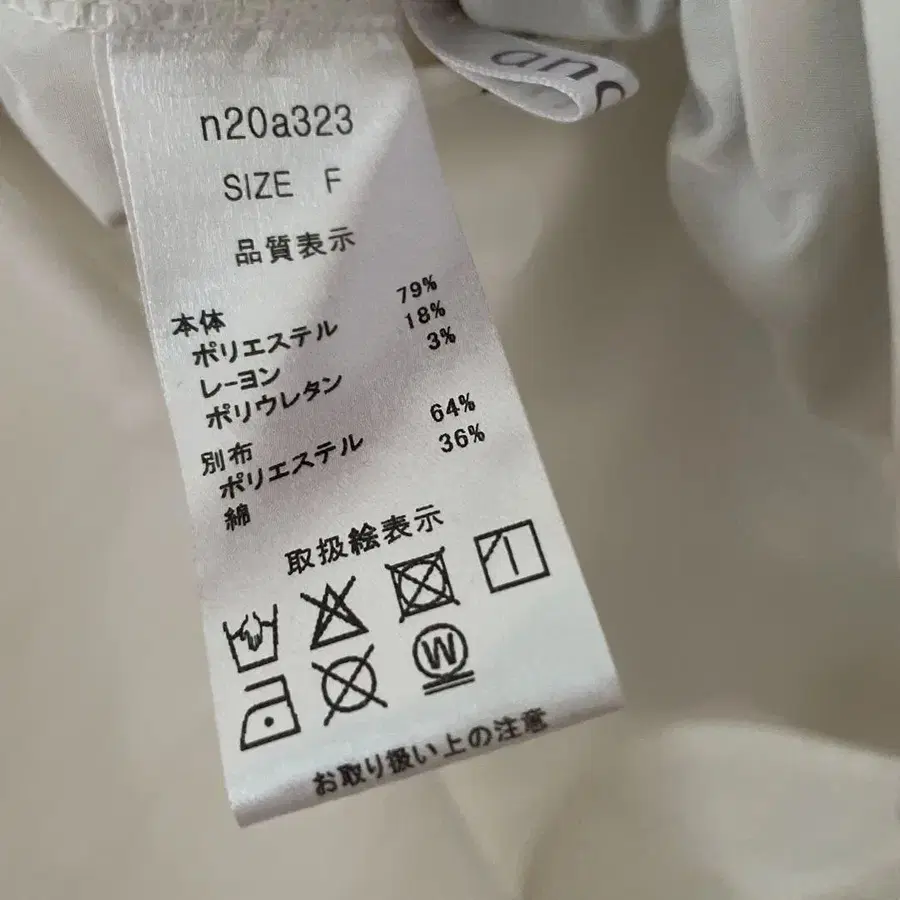 ans
n20a323
SIZE F
品質表示
本体
ポリエステル 79%
レーヨン 18%
ポリウレタン 3%
別布
ポリエステル 64%
綿 36%
取扱絵表示
W
お取り扱い上の注意